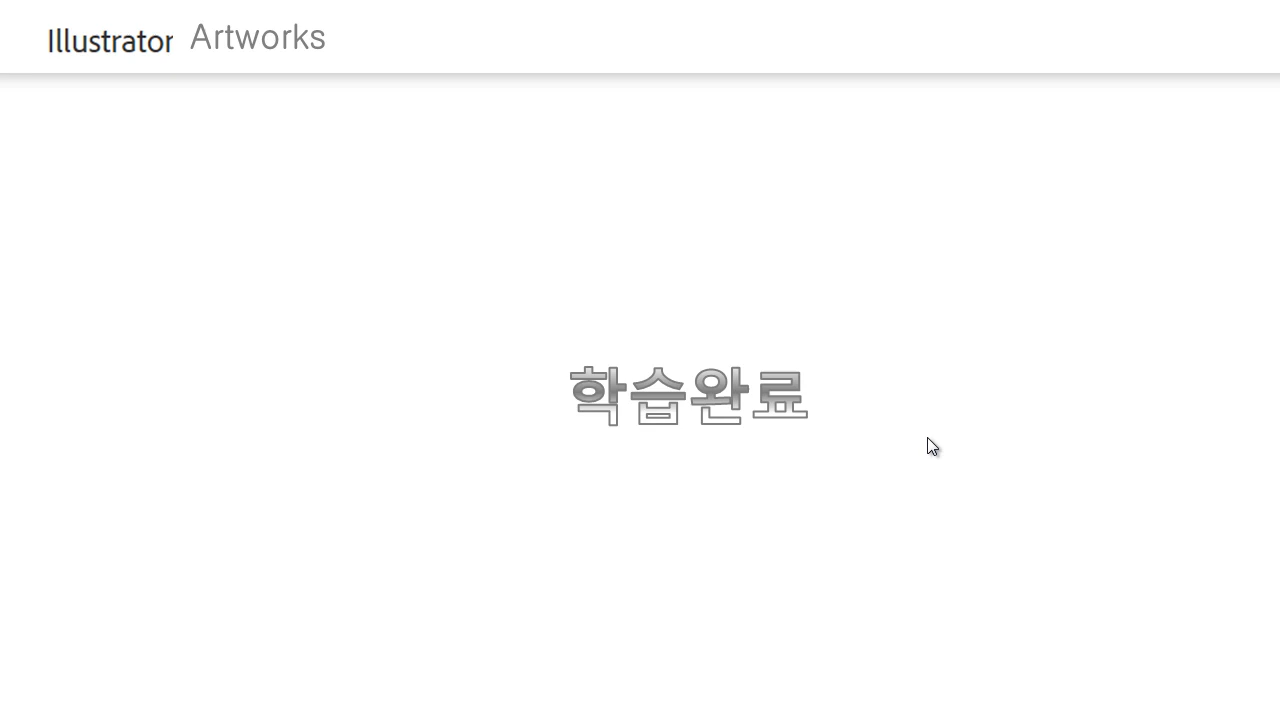 Illustrator Artworks
학습완료